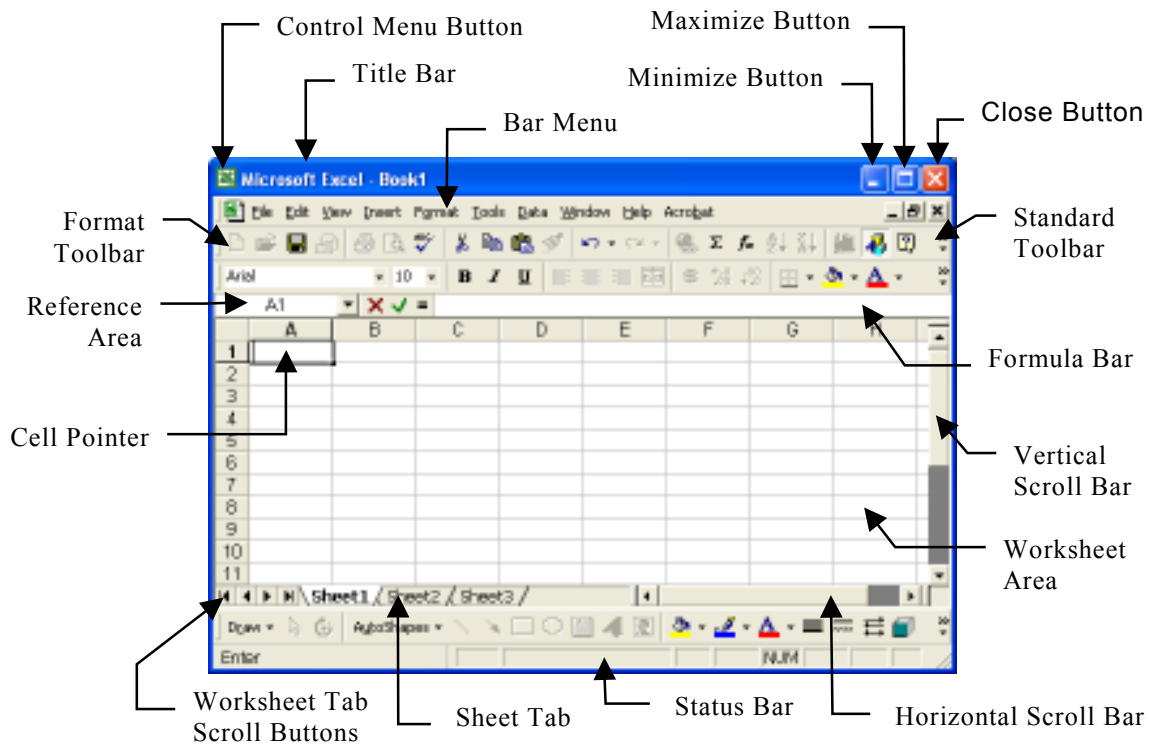 Control Menu Button
Maximize Button
Title Bar
Minimize Button
Bar Menu
Close Button
Microsoft Excel - Book1
File Edit View Insert Format Tools Data Window Help Acrobat
Format
Toolbar
Standard
Toolbar
Arial 10 B I U
Reference
Area
A1 =
A B C D E F G H
1
2
3
4
5
6
7
8
9
10
11
Formula Bar
Cell Pointer
Vertical
Scroll Bar
Worksheet
Area
Sheet1 Sheet2 Sheet3
Draw AutoShapes
Enter NUM
Worksheet Tab
Scroll Buttons
Sheet Tab
Status Bar
Horizontal Scroll Bar